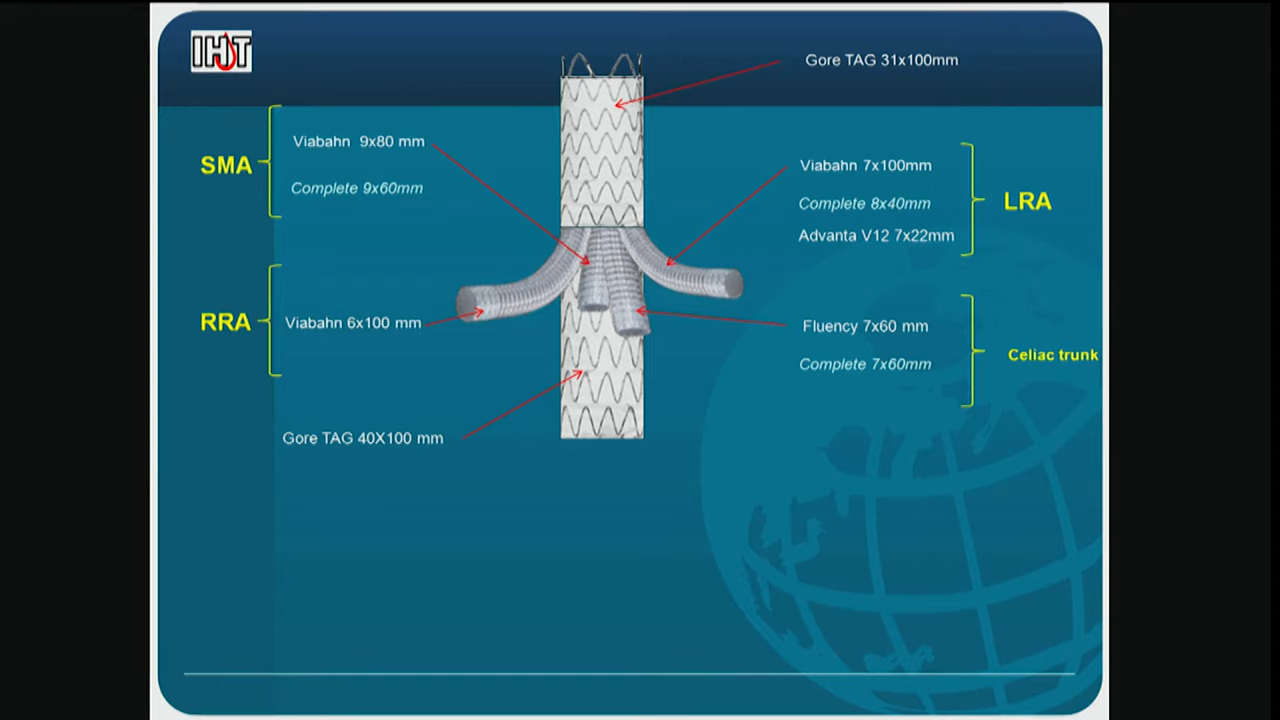 IHT
Gore TAG 31x100mm
SMA
Viabahn 9x80 mm
Complete 9x60mm
Viabahn 7x100mm
Complete 8x40mm
Advanta V12 7x22mm
LRA
RRA
Viabahn 6x100 mm
Fluency 7x60 mm
Complete 7x60mm
Celiac trunk
Gore TAG 40X100 mm